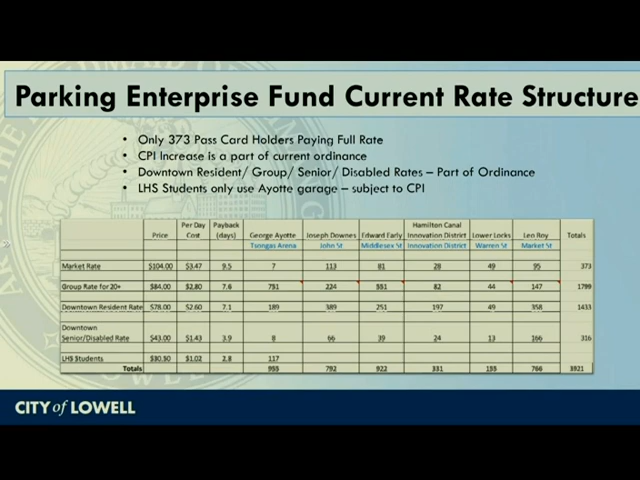 Parking Enterprise Fund Current Rate Structure
• Only 373 Pass Card Holders Paying Full Rate
• CPI Increase is a part of current ordinance
• Downtown Resident/ Group/ Senior/ Disabled Rates – Part of Ordinance
• LHS Students only use Ayotte garage – subject to CPI
Price Per Day Cost Payback (days) George Ayotte Joseph Downes Edward Early Hamilton Canal Innovation District Lower Locks Leo Roy Totals
Tsongas Arena John St Middlesex St Innovation District Warren St Market St
Market Rate $104.00 $3.47 9.5 7 113 81 28 49 95 373
Group Rate for 20+ $84.00 $2.80 7.6 751 224 551 82 44 147 1799
Downtown Resident Rate $78.00 $2.60 7.1 189 389 251 197 49 358 1433
Downtown Senior/Disabled Rate $43.00 $1.43 3.9 8 66 39 24 13 166 316
LHS Students $30.50 $1.02 2.8 117
Totals 955 792 922 331 155 766 3921
CITY of LOWELL